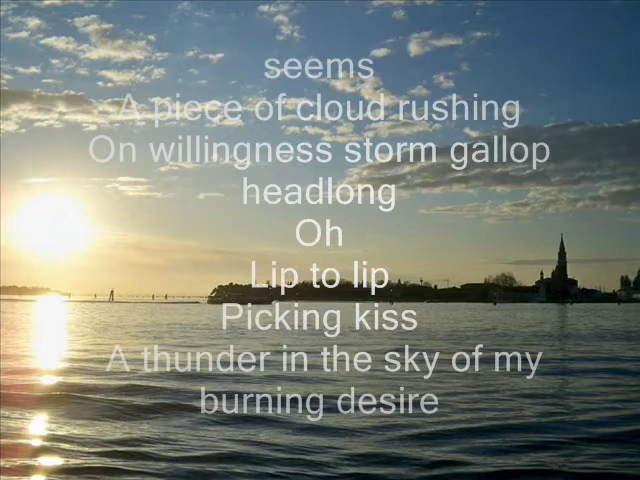 seems
A piece of cloud rushing
On willingness storm gallop
headlong
Oh
Lip to lip
Picking kiss
A thunder in the sky of my
burning desire